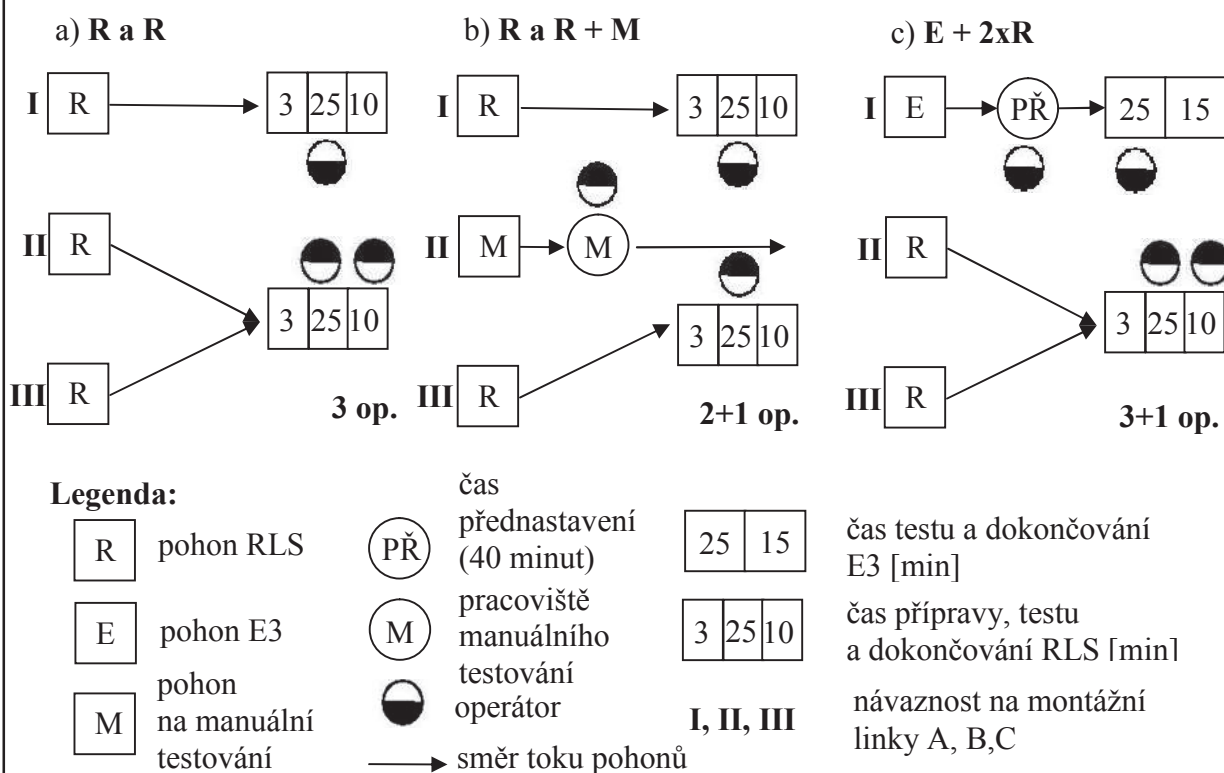 a) R a R
I R 3 25 10
II R
3 25 10
III R
3 op.
b) R a R + M
I R 3 25 10
II M M
3 25 10
III R
2+1 op.
c) E + 2xR
I E PŘ 25 15
II R
3 25 10
III R
3+1 op.
Legenda:
R pohon RLS
E pohon E3
M pohon
na manuální
testování
PŘ čas
přednastavení
(40 minut)
M pracoviště
manuálního
testování
operátor
směr toku pohonů
25 15 čas testu a dokončování
E3 [min]
3 25 10 čas přípravy, testu
a dokončování RLS [min]
I, II, III návaznost na montážní
linky A, B,C